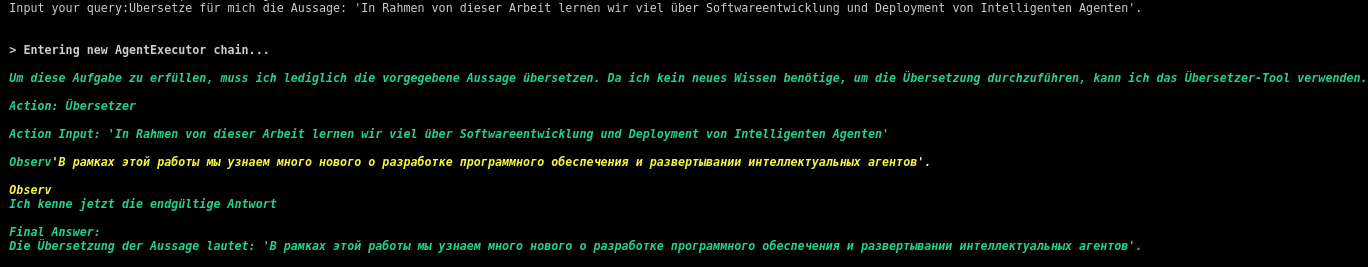 Input your query:Übersetze für mich die Aussage: 'In Rahmen von dieser Arbeit lernen wir viel über Softwareentwicklung und Deployment von Intelligenten Agenten'.
> Entering new AgentExecutor chain...
Um diese Aufgabe zu erfüllen, muss ich lediglich die vorgegebene Aussage übersetzen. Da ich kein neues Wissen benötige, um die Übersetzung durchzuführen, kann ich das Übersetzer-Tool verwenden.
Action: Übersetzer
Action Input: 'In Rahmen von dieser Arbeit lernen wir viel über Softwareentwicklung und Deployment von Intelligenten Agenten'
Observ'В рамках этой работы мы узнаем много нового о разработке программного обеспечения и развертывании интеллектуальных агентов'.
Observ
Ich kenne jetzt die endgültige Antwort
Final Answer:
Die Übersetzung der Aussage lautet: 'В рамках этой работы мы узнаем много нового о разработке программного обеспечения и развертывании интеллектуальных агентов'.